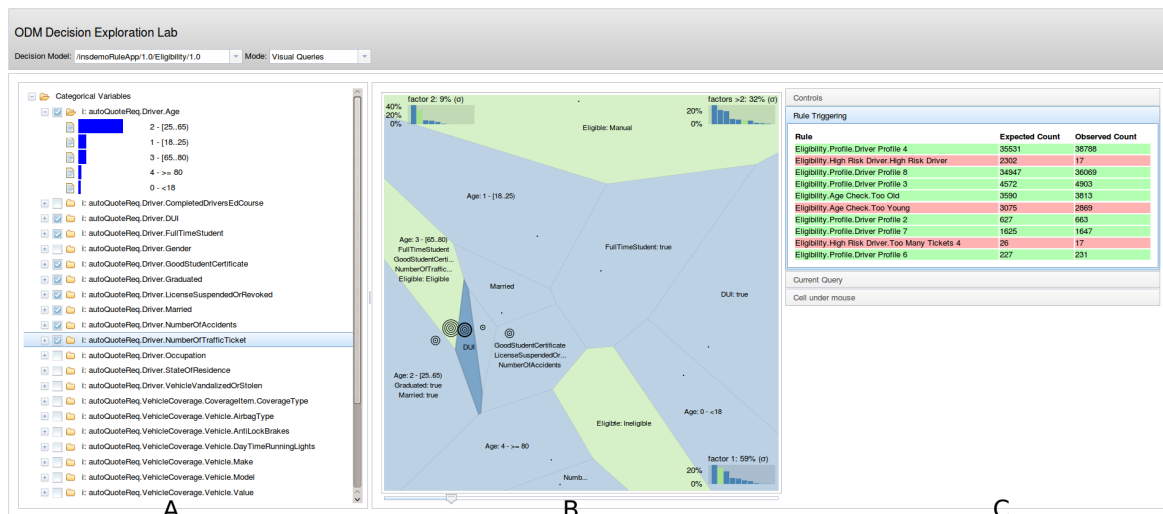 ODM Decision Exploration Lab
Decision Model: /insdemoRuleApp/1.0/Eligibility/1.0 Mode: Visual Queries
Categorical Variables
i: autoQuoteReq.Driver.Age
2 - [25..65)
1 - [18..25)
3 - [65..80)
4 - >= 80
0 - <18
i: autoQuoteReq.Driver.CompletedDriversEdCourse
i: autoQuoteReq.Driver.DUI
i: autoQuoteReq.Driver.FullTimeStudent
i: autoQuoteReq.Driver.Gender
i: autoQuoteReq.Driver.GoodStudentCertificate
i: autoQuoteReq.Driver.Graduated
i: autoQuoteReq.Driver.LicenseSuspendedOrRevoked
i: autoQuoteReq.Driver.Married
i: autoQuoteReq.Driver.NumberOfAccidents
i: autoQuoteReq.Driver.NumberOfTrafficTicket
i: autoQuoteReq.Driver.Occupation
i: autoQuoteReq.Driver.StateOfResidence
i: autoQuoteReq.Driver.VehicleVandalizedOrStolen
i: autoQuoteReq.VehicleCoverage.CoverageItem.CoverageType
i: autoQuoteReq.VehicleCoverage.Vehicle.AirbagType
i: autoQuoteReq.VehicleCoverage.Vehicle.AntiLockBrakes
i: autoQuoteReq.VehicleCoverage.Vehicle.DayTimeRunningLights
i: autoQuoteReq.VehicleCoverage.Vehicle.Make
i: autoQuoteReq.VehicleCoverage.Vehicle.Model
i: autoQuoteReq.VehicleCoverage.Vehicle.Value
A
factor 2: 9% (σ)
40%
20%
0%
factors >2: 32% (σ)
20%
0%
Eligible: Manual
Age: 1 - [18..25)
Age: 3 - [65..80)
FullTimeStudent
GoodStudentCerti...
NumberOfTraffic...
Eligible: Eligible
FullTimeStudent: true
Married
DUI: true
DUI
GoodStudentCertificate
LicenseSuspendedOr...
NumberOfAccidents
Age: 2 - [25..65)
Graduated: true
Married: true
Age: 0 - <18
Eligible: Ineligible
Age: 4 - >= 80
Numb...
factor 1: 59% (σ)
20%
0%
B
Controls
Rule Triggering
Rule Expected Count Observed Count
Eligibility.Profile.Driver Profile 4 35531 38788
Eligibility.High Risk Driver.High Risk Driver 2302 17
Eligibility.Profile.Driver Profile 8 34947 36069
Eligibility.Profile.Driver Profile 3 4572 4903
Eligibility.Age Check.Too Old 3590 3813
Eligibility.Age Check.Too Young 3075 2869
Eligibility.Profile.Driver Profile 2 627 663
Eligibility.Profile.Driver Profile 7 1625 1647
Eligibility.High Risk Driver.Too Many Tickets 4 26 17
Eligibility.Profile.Driver Profile 6 227 231
Current Query
Cell under mouse
C